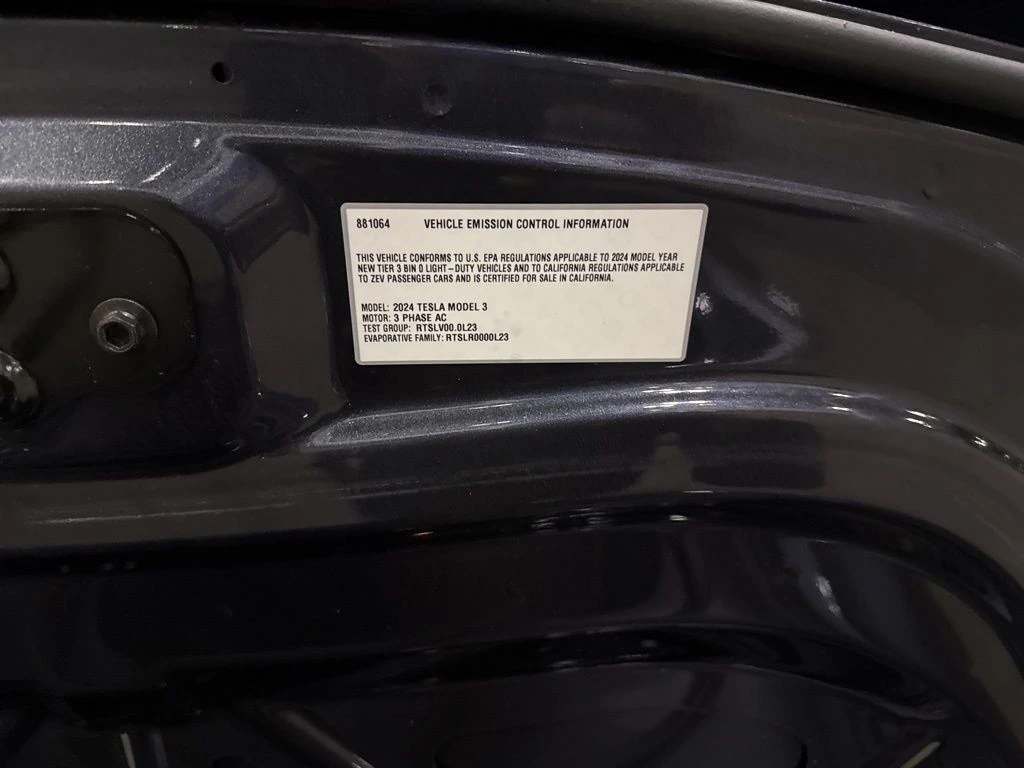 881064 VEHICLE EMISSION CONTROL INFORMATION
THIS VEHICLE CONFORMS TO U.S. EPA REGULATIONS APPLICABLE TO 2024 MODEL YEAR
NEW TIER 3 BIN 0 LIGHT-DUTY VEHICLES AND TO CALIFORNIA REGULATIONS APPLICABLE
TO ZEV PASSENGER CARS AND IS CERTIFIED FOR SALE IN CALIFORNIA.
MODEL: 2024 TESLA MODEL 3
MOTOR: 3 PHASE AC
TEST GROUP: RTSLV00.0L23
EVAPORATIVE FAMILY: RTSLR0000L23